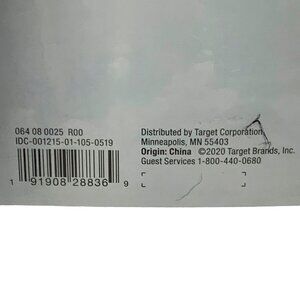 064 08 0025 R00
IDC-001215-01-105-0519
1 91908 28836 9
Distributed by Target Corporation
Minneapolis, MN 55403
Origin: China ©2020 Target Brands, Inc.
Guest Services 1-800-440-0680